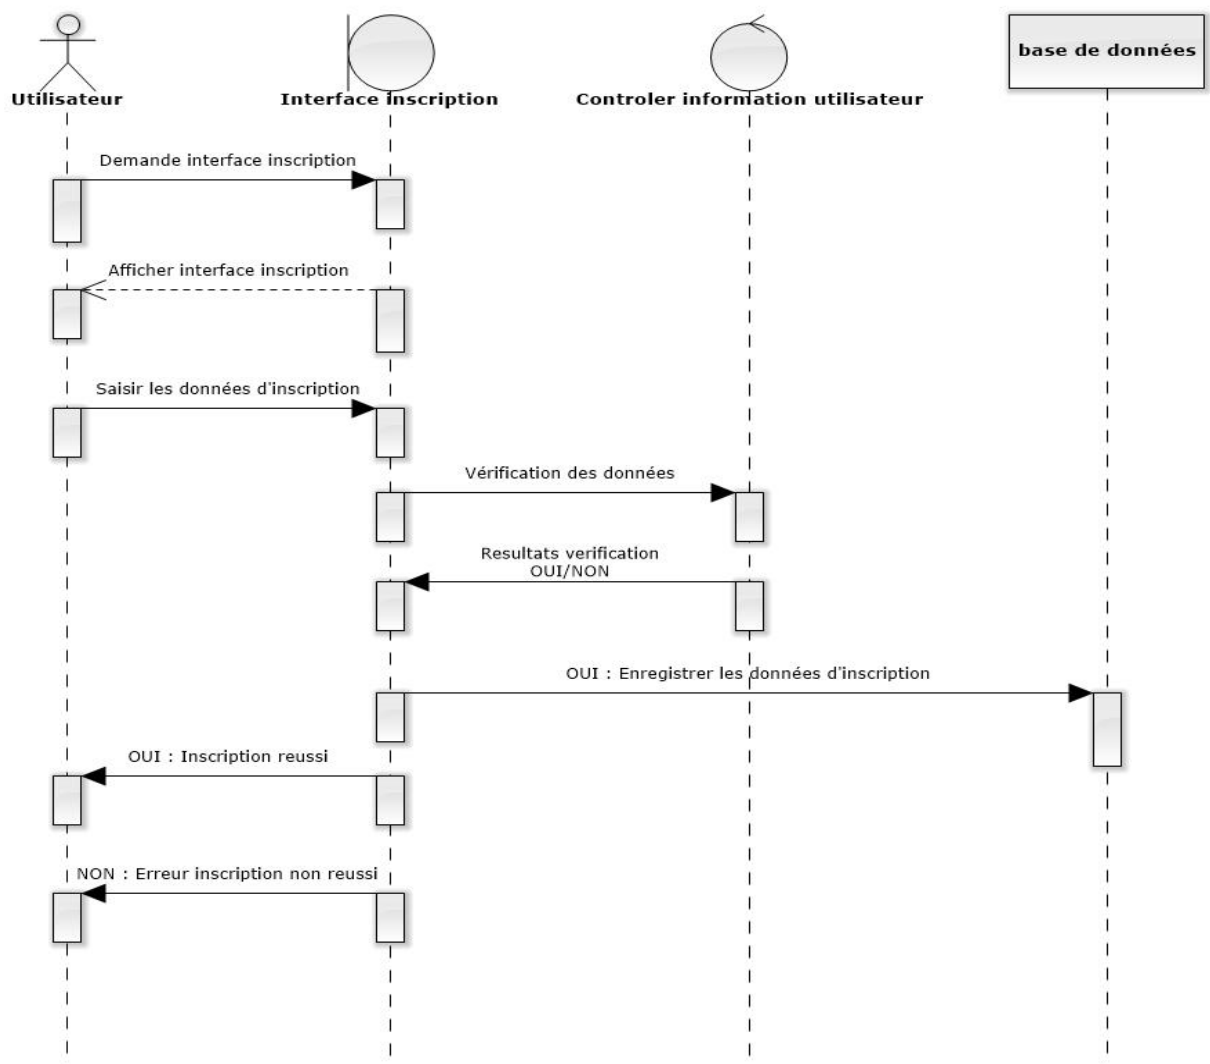 Utilisateur
Interface inscription
Controler information utilisateur
base de données
Demande interface inscription
Afficher interface inscription
Saisir les données d'inscription
Vérification des données
Resultats verification
OUI/NON
OUI : Enregistrer les données d'inscription
OUI : Inscription reussi
NON : Erreur inscription non reussi